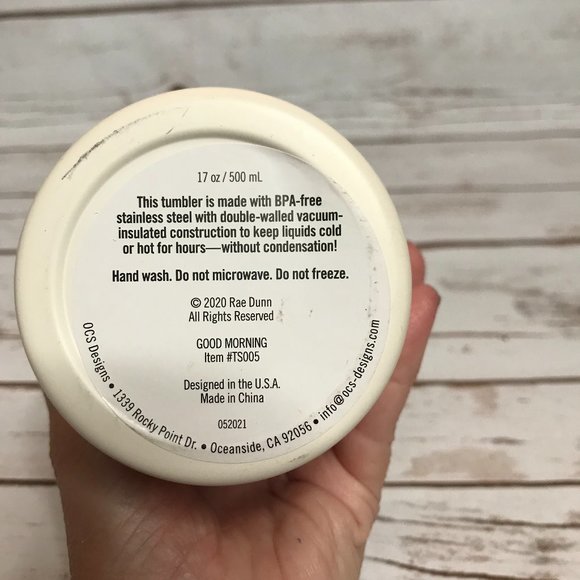 17 oz / 500 mL
This tumbler is made with BPA-free
stainless steel with double-walled vacuum-
insulated construction to keep liquids cold
or hot for hours—without condensation!
Hand wash. Do not microwave. Do not freeze.
© 2020 Rae Dunn
All Rights Reserved
GOOD MORNING
Item #TS005
Designed in the U.S.A.
Made in China
052021
OCS Designs • 1339 Rocky Point Dr. • Oceanside, CA 92056 • info@ocs-designs.com